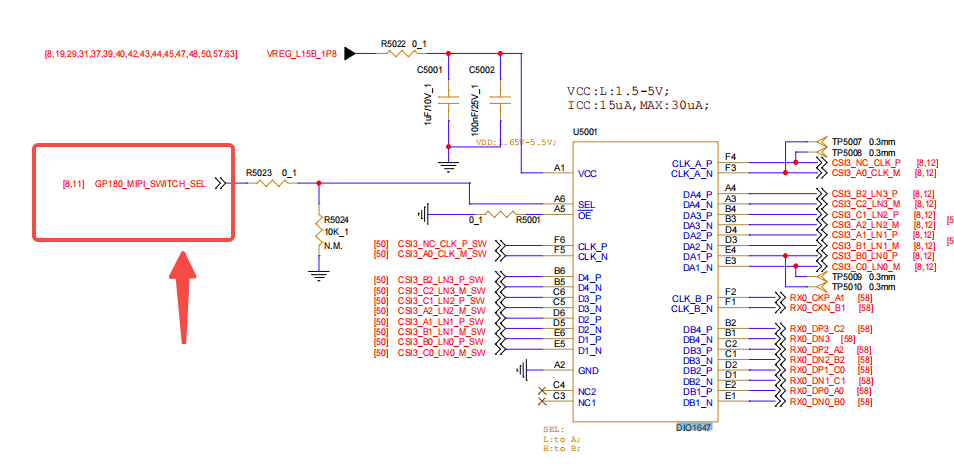 [8,19,29,31,37,39,40,42,43,44,45,47,48,50,57,63] VREG_L15B_1P8 R5022 0_1
C5001 C5002
1uF/10V_1 100nF/25V_1
VCC:L:1.5-5V;
ICC:15uA,MAX:30uA;
VDD:1.65V-5.5V;
U5001
[8,11] GP180_MIPI_SWITCH_SEL R5023 0_1
R5024
10K_1
N.M.
0_1 R5001
A1 VCC
A6 SEL
A5 OE
[50] CSI3_NC_CLK_P_SW F6 CLK_P
[50] CSI3_A0_CLK_M_SW F5 CLK_N
[50] CSI3_B2_LN3_P_SW B6 D4_P
[50] CSI3_C2_LN3_M_SW B5 D4_N
[50] CSI3_C1_LN2_P_SW C6 D3_P
[50] CSI3_A2_LN2_M_SW C5 D3_N
[50] CSI3_A1_LN1_P_SW D6 D2_P
[50] CSI3_B1_LN1_M_SW D5 D2_N
[50] CSI3_B0_LN0_P_SW E6 D1_P
[50] CSI3_C0_LN0_M_SW E5 D1_N
A2 GND
C4 NC2
C3 NC1
TP5007 0.3mm
TP5008 0.3mm
CLK_A_P F4 CSI3_NC_CLK_P [8,12]
CLK_A_N F3 CSI3_A0_CLK_M [8,12]
DA4_P A4 CSI3_B2_LN3_P [8,12]
DA4_N A3 CSI3_C2_LN3_M [8,12]
DA3_P B4 CSI3_C1_LN2_P [8,12]
DA3_N B3 CSI3_A2_LN2_M [8,12]
DA2_P D4 CSI3_A1_LN1_P [8,12]
DA2_N D3 CSI3_B1_LN1_M [8,12]
DA1_P E4 CSI3_B0_LN0_P [8,12]
DA1_N E3 CSI3_C0_LN0_M [8,12]
TP5009 0.3mm
TP5010 0.3mm
CLK_B_P F2 RX0_CKP_A1 [58]
CLK_B_N F1 RX0_CKN_B1 [58]
DB4_P B2 RX0_DP3_C2 [58]
DB4_N B1 RX0_DN3 [58]
DB3_P C2 RX0_DP2_A2 [58]
DB3_N C1 RX0_DN2_B2 [58]
DB2_P D2 RX0_DP1_C0 [58]
DB2_N D1 RX0_DN1_C1 [58]
DB1_P E2 RX0_DP0_A0 [58]
DB1_N E1 RX0_DN0_B0 [58]
DIO1647
SEL:
L:to A;
H:to B;